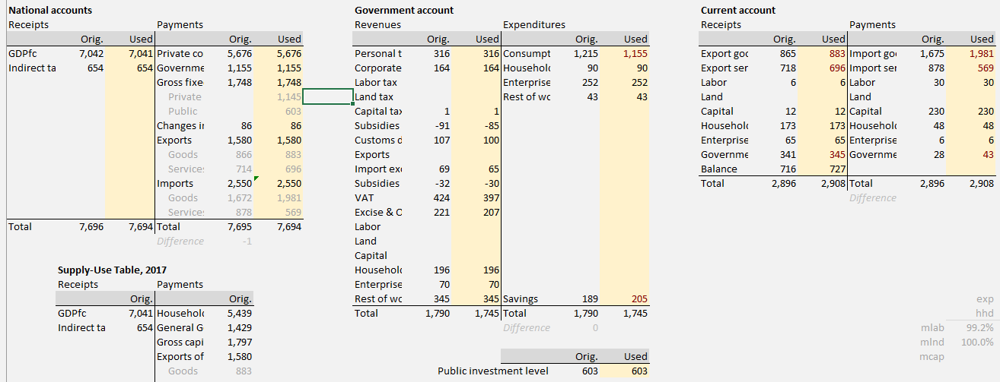 National accounts Government account Current account
Receipts Payments Revenues Expenditures Receipts Payments
Orig. Used Orig. Used Orig. Used Orig. Used Orig. Used Orig. Used
GDPfc 7,042 7,041 Private co 5,676 5,676 Personal t 316 316 Consumpt 1,215 1,155 Export goo 865 883 Import goo 1,675 1,981
Indirect ta 654 654 Governme 1,155 1,155 Corporate 164 164 Househol 90 90 Export ser 718 696 Import ser 878 569
Gross fixe 1,748 1,748 Labor tax Enterprise 252 252 Labor 6 6 Labor 30 30
Private 1,145 Land tax Rest of wo 43 43 Land Land
Public 603 Capital tax 1 1 Capital 12 12 Capital 230 230
Changes in 86 86 Subsidies -91 -85 Househol 173 173 Househol 48 48
Exports 1,580 1,580 Customs d 107 100 Enterprise 65 65 Enterprise 6 6
Goods 866 883 Exports Governme 341 345 Governme 28 43
Services 714 696 Import exc 69 65 Balance 716 727
Imports 2,550 2,550 Subsidies -32 -30 Total 2,896 2,908 Total 2,896 2,908
Goods 1,672 1,981 VAT 424 397 Difference
Services 878 569 Excise & O 221 207
Total 7,696 7,694 Total 7,695 7,694 Labor
Difference -1 Land
Capital
Supply-Use Table, 2017 Househol 196 196
Receipts Payments Enterprise 70 70
Orig. Orig. Rest of wo 345 345 Savings 189 205 exp
GDPfc 7,041 Househol 5,439 Total 1,790 1,745 Total 1,790 1,745 hhd
Indirect ta 654 General G 1,429 Difference 0 mlab 99.2%
Gross capi 1,797 mlnd 100.0%
Exports of 1,580 Orig. Used mcap
Goods 883 Public investment level 603 603